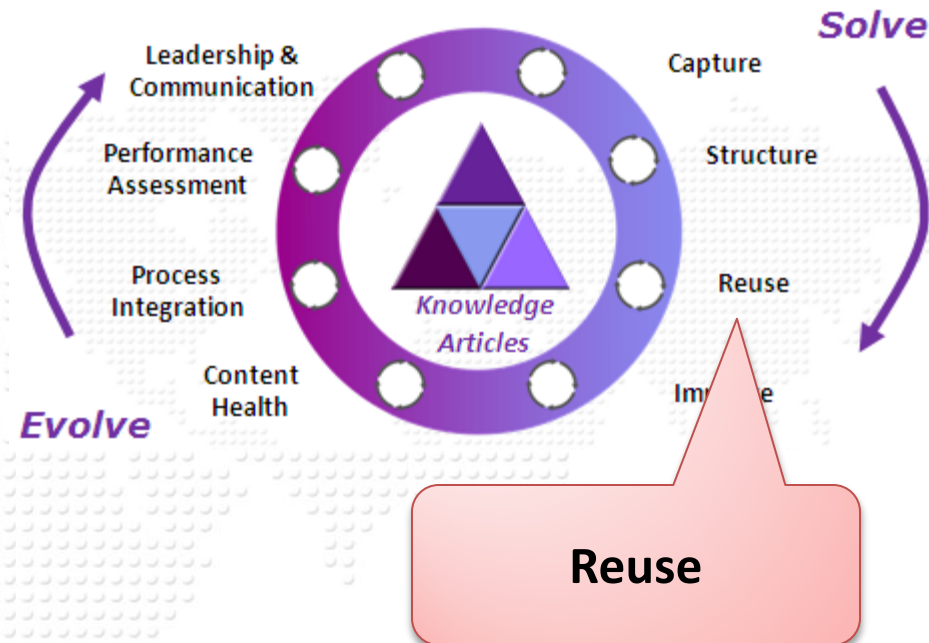 Solve
Leadership &
Communication
Capture
Performance
Assessment
Structure
Process
Integration
Reuse
Knowledge
Articles
Content
Health
Evolve
Reuse